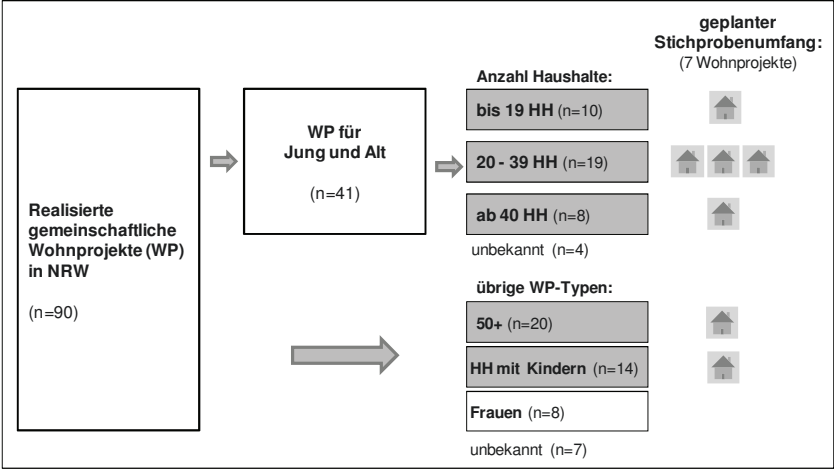 geplanter
Stichprobenumfang:
(7 Wohnprojekte)
Anzahl Haushalte:
bis 19 HH (n=10)
WP für
Jung und Alt
(n=41)
20 - 39 HH (n=19)
ab 40 HH (n=8)
unbekannt (n=4)
Realisierte
gemeinschaftliche
Wohnprojekte (WP)
in NRW
(n=90)
übrige WP-Typen:
50+ (n=20)
HH mit Kindern (n=14)
Frauen (n=8)
unbekannt (n=7)